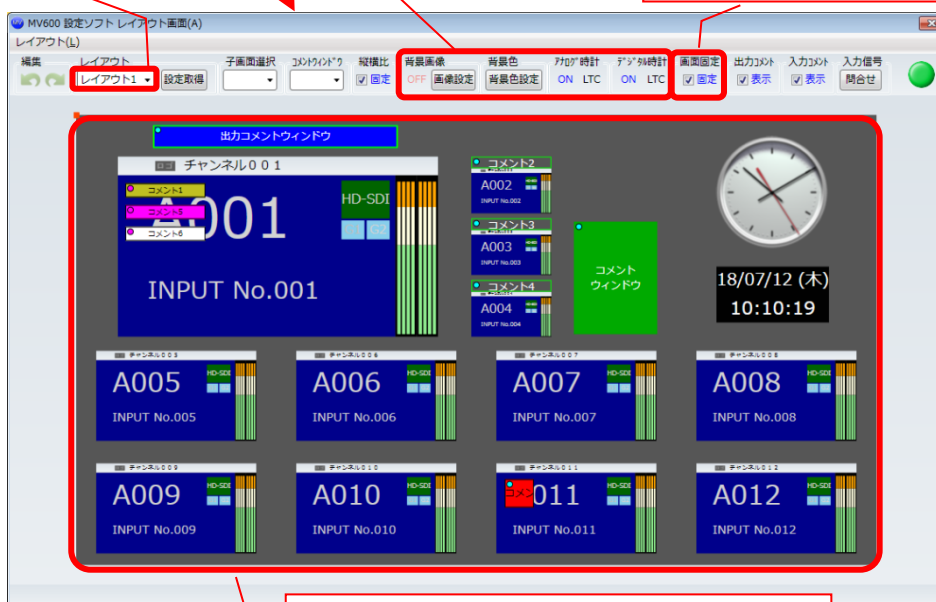 MV600 設定ソフト レイアウト画面(A)
レイアウト(L)
編集 レイアウト 子画面選択 ｺﾒﾝﾄｳｨﾝﾄﾞｳ 縦横比 背景画像 背景色 ｱﾅﾛｸﾞ時計 ﾃﾞｼﾞﾀﾙ時計 画面固定 出力ｺﾒﾝﾄ 入力ｺﾒﾝﾄ 入力信号
レイアウト1 設定取得 固定 OFF 画像設定 背景色設定 ON LTC ON LTC 固定 表示 表示 問合せ
出力コメントウィンドウ
チャンネル００１
コメント1
コメント5
コメント6
A001
HD-SDI
G2
INPUT No.001
コメント2
A002
INPUT No.002
コメント3
A003
INPUT No.003
コメント4
A004
INPUT No.004
コメント
ウィンドウ
18/07/12 (木)
10:10:19
A005 HD-SDI
INPUT No.005
チャンネル００６
A006 HD-SDI
INPUT No.006
チャンネル００７
A007 HD-SDI
INPUT No.007
チャンネル００８
A008 HD-SDI
INPUT No.008
チャンネル００９
A009 HD-SDI
INPUT No.009
チャンネル０１０
A010 HD-SDI
INPUT No.010
チャンネル０１１
コメン 011 HD-SDI
INPUT No.011
チャンネル０１２
A012 HD-SDI
INPUT No.012